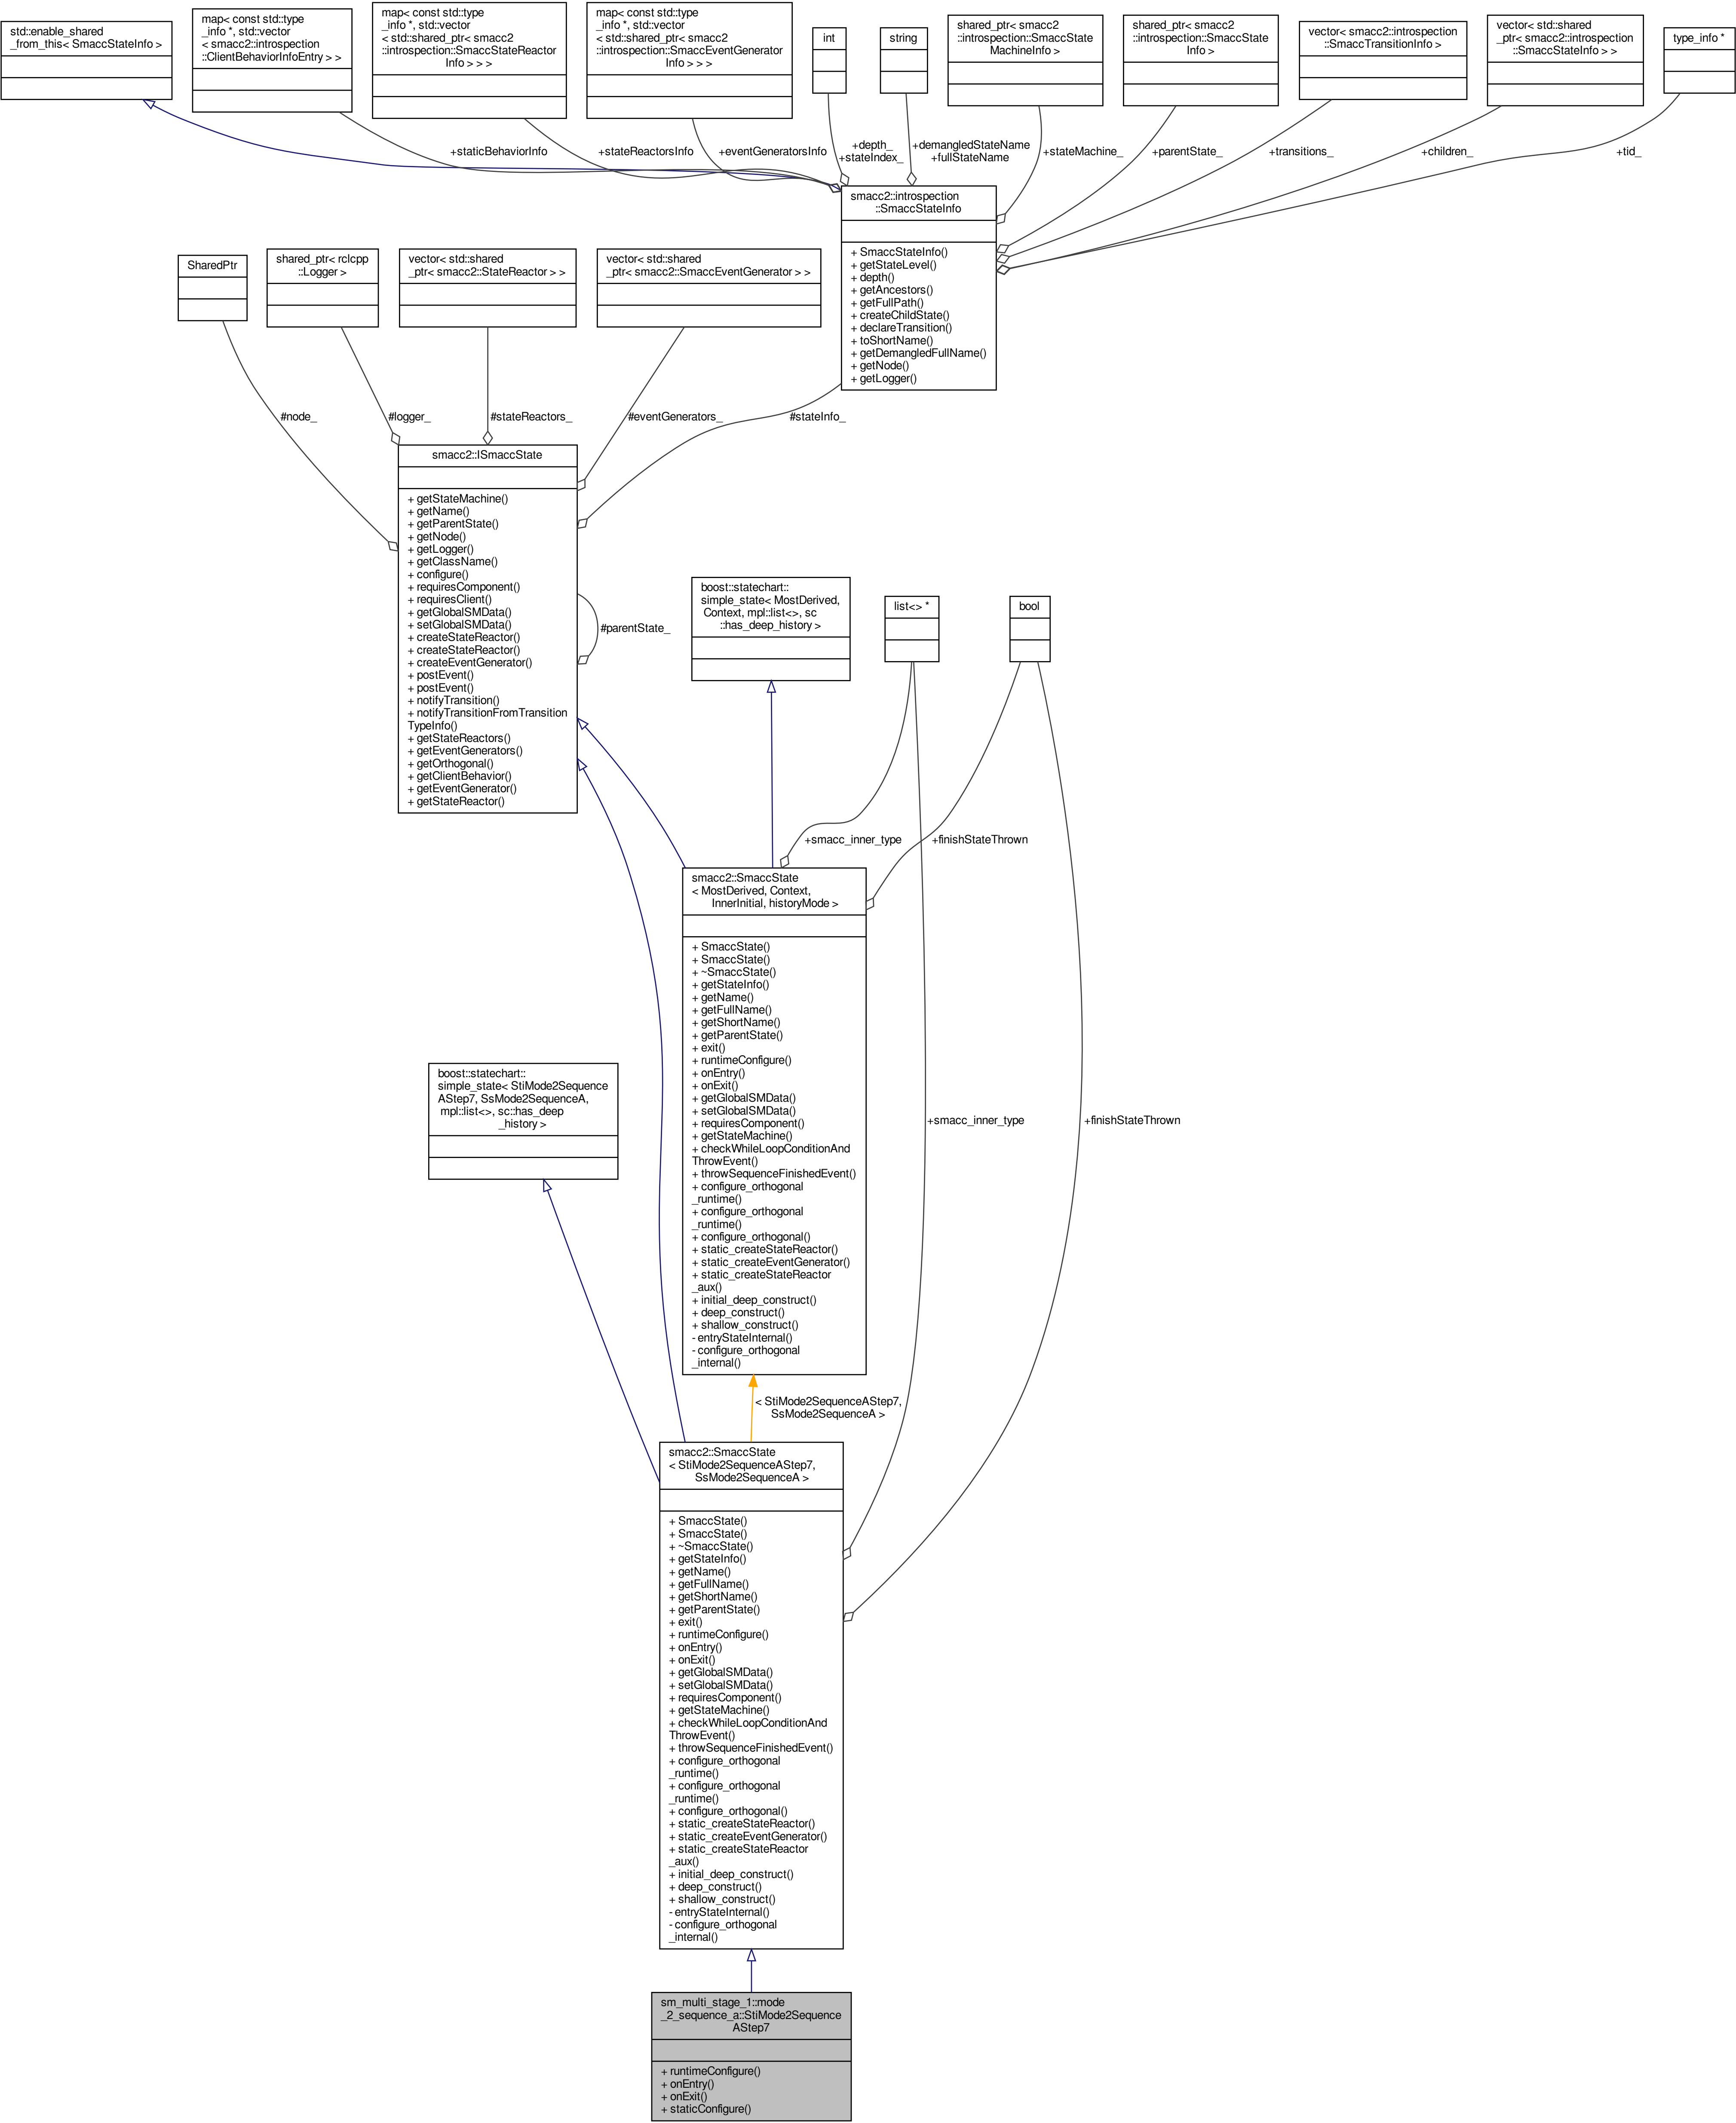 std::enable_shared
_from_this< SmaccStateInfo >
map< const std::type
_info *, std::vector
< smacc2::introspection
::ClientBehaviorInfoEntry > >
map< const std::type
_info *, std::vector
< std::shared_ptr< smacc2
::introspection::SmaccStateReactor
Info > > >
map< const std::type
_info *, std::vector
< std::shared_ptr< smacc2
::introspection::SmaccEventGenerator
Info > > >
int
string
shared_ptr< smacc2
::introspection::SmaccState
MachineInfo >
shared_ptr< smacc2
::introspection::SmaccState
Info >
vector< smacc2::introspection
::SmaccTransitionInfo >
vector< std::shared
_ptr< smacc2::introspection
::SmaccStateInfo > >
type_info *
+staticBehaviorInfo
+stateReactorsInfo
+eventGeneratorsInfo
+depth_
+stateIndex_
+demangledStateName
+fullStateName
+stateMachine_
+parentState_
+transitions_
+children_
+tid_
smacc2::introspection
::SmaccStateInfo
+ SmaccStateInfo()
+ getStateLevel()
+ depth()
+ getAncestors()
+ getFullPath()
+ createChildState()
+ declareTransition()
+ toShortName()
+ getDemangledFullName()
+ getNode()
+ getLogger()
SharedPtr
shared_ptr< rclcpp
::Logger >
vector< std::shared
_ptr< smacc2::StateReactor > >
vector< std::shared
_ptr< smacc2::SmaccEventGenerator > >
#node_
#logger_
#stateReactors_
#eventGenerators_
#stateInfo_
smacc2::ISmaccState
+ getStateMachine()
+ getName()
+ getParentState()
+ getNode()
+ getLogger()
+ getClassName()
+ configure()
+ requiresComponent()
+ requiresClient()
+ getGlobalSMData()
+ setGlobalSMData()
+ createStateReactor()
+ createStateReactor()
+ createEventGenerator()
+ postEvent()
+ postEvent()
+ notifyTransition()
+ notifyTransitionFromTransition
TypeInfo()
+ getStateReactors()
+ getEventGenerators()
+ getOrthogonal()
+ getClientBehavior()
+ getEventGenerator()
+ getStateReactor()
#parentState_
boost::statechart::
simple_state< MostDerived,
Context, mpl::list<>, sc
::has_deep_history >
list<> *
bool
+smacc_inner_type
+finishStateThrown
smacc2::SmaccState
< MostDerived, Context,
InnerInitial, historyMode >
+ SmaccState()
+ SmaccState()
+ ~SmaccState()
+ getStateInfo()
+ getName()
+ getFullName()
+ getShortName()
+ getParentState()
+ exit()
+ runtimeConfigure()
+ onEntry()
+ onExit()
+ getGlobalSMData()
+ setGlobalSMData()
+ requiresComponent()
+ getStateMachine()
+ checkWhileLoopConditionAnd
ThrowEvent()
+ throwSequenceFinishedEvent()
+ configure_orthogonal
_runtime()
+ configure_orthogonal
_runtime()
+ configure_orthogonal()
+ static_createStateReactor()
+ static_createEventGenerator()
+ static_createStateReactor
_aux()
+ initial_deep_construct()
+ deep_construct()
+ shallow_construct()
- entryStateInternal()
- configure_orthogonal
_internal()
boost::statechart::
simple_state< StiMode2Sequence
AStep7, SsMode2SequenceA,
mpl::list<>, sc::has_deep
_history >
+smacc_inner_type
+finishStateThrown
< StiMode2SequenceAStep7,
SsMode2SequenceA >
smacc2::SmaccState
< StiMode2SequenceAStep7,
SsMode2SequenceA >
+ SmaccState()
+ SmaccState()
+ ~SmaccState()
+ getStateInfo()
+ getName()
+ getFullName()
+ getShortName()
+ getParentState()
+ exit()
+ runtimeConfigure()
+ onEntry()
+ onExit()
+ getGlobalSMData()
+ setGlobalSMData()
+ requiresComponent()
+ getStateMachine()
+ checkWhileLoopConditionAnd
ThrowEvent()
+ throwSequenceFinishedEvent()
+ configure_orthogonal
_runtime()
+ configure_orthogonal
_runtime()
+ configure_orthogonal()
+ static_createStateReactor()
+ static_createEventGenerator()
+ static_createStateReactor
_aux()
+ initial_deep_construct()
+ deep_construct()
+ shallow_construct()
- entryStateInternal()
- configure_orthogonal
_internal()
sm_multi_stage_1::mode
_2_sequence_a::StiMode2Sequence
AStep7
+ runtimeConfigure()
+ onEntry()
+ onExit()
+ staticConfigure()